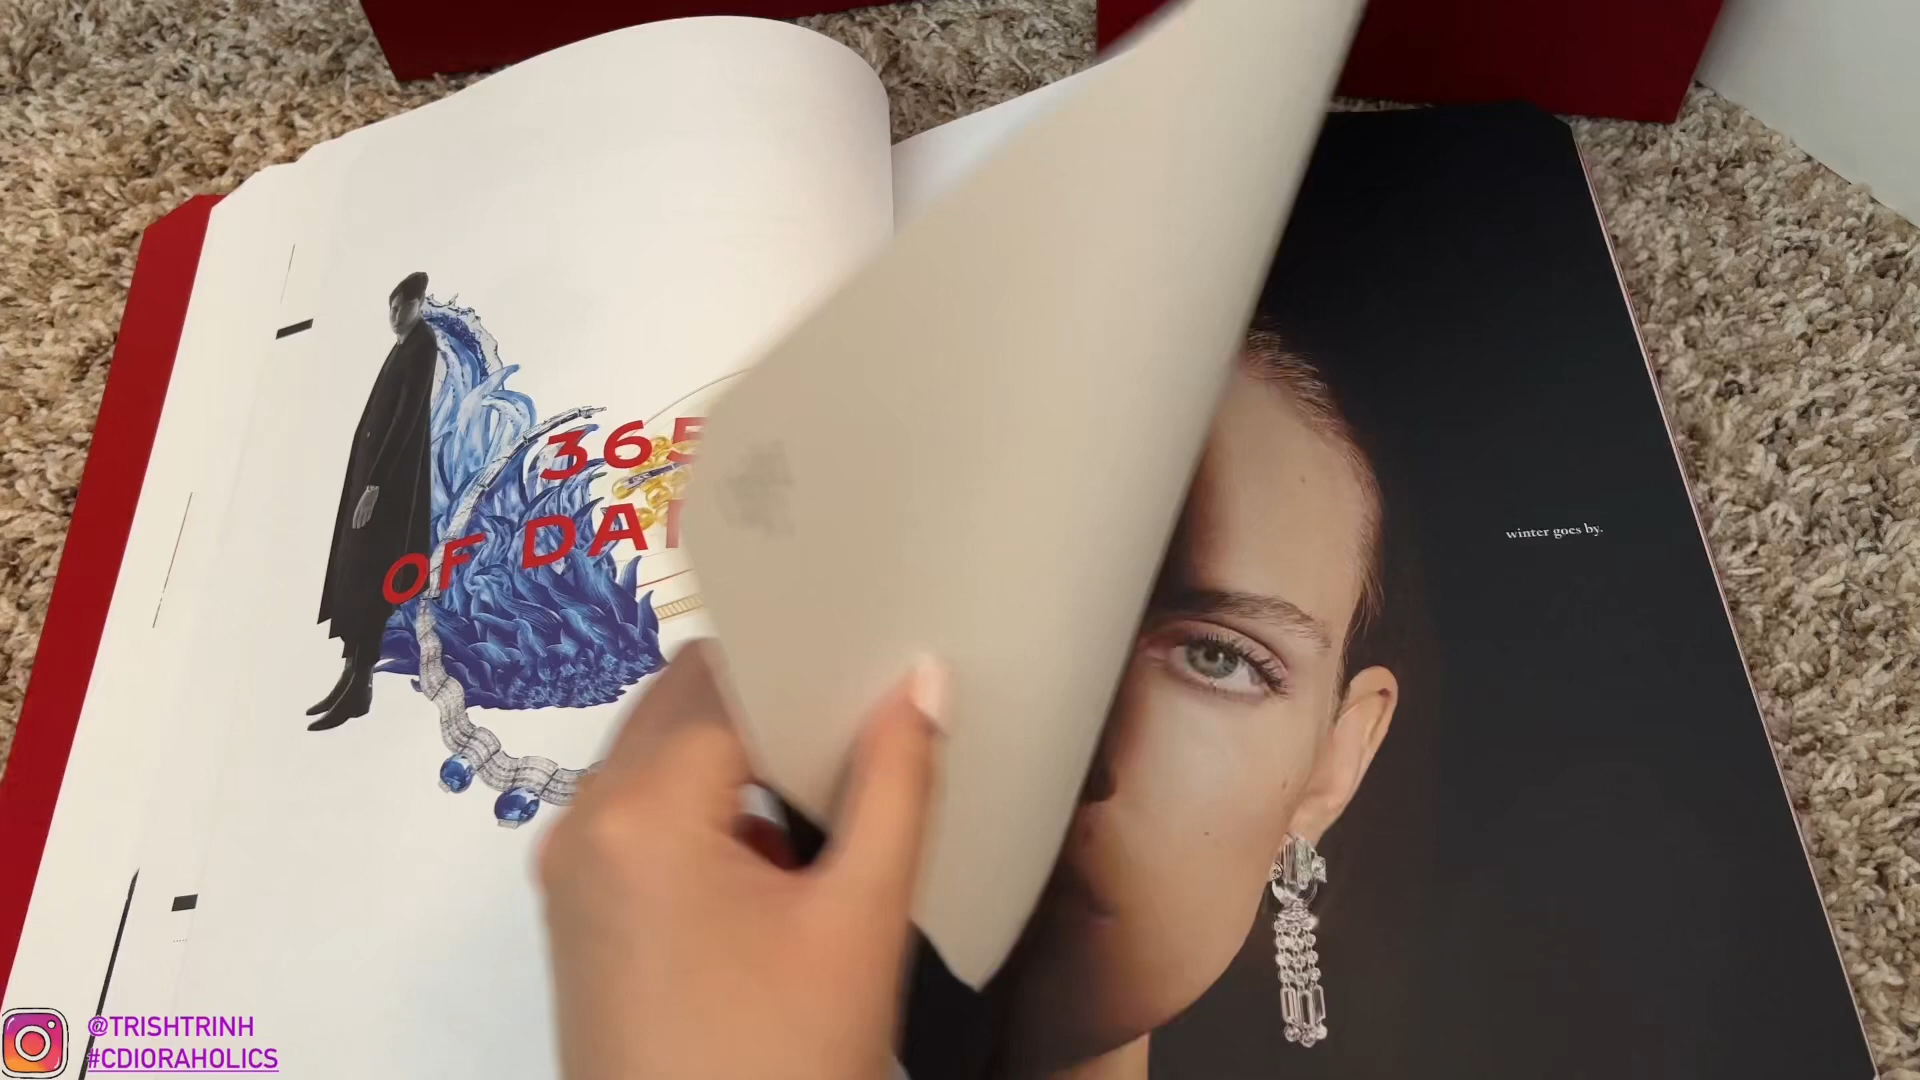 365
OF DA
winter goes by.
@TRISHTRINH
#CDIORAHOLICS